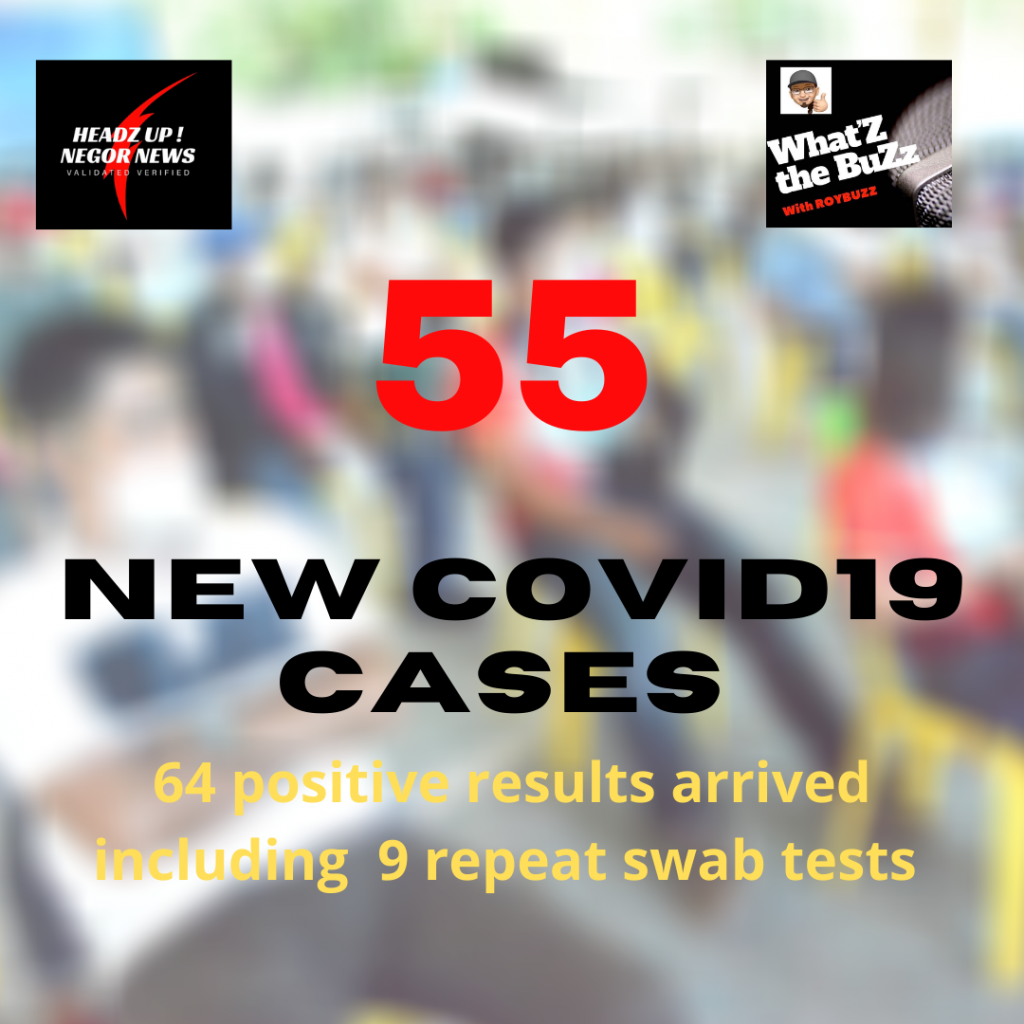 HEADZ UP !
NEGOR NEWS
VALIDATED VERIFIED
What'Z
the BuZz
With ROYBUZZ
55
NEW COVID19
CASES
64 positive results arrived
including 9 repeat swab tests